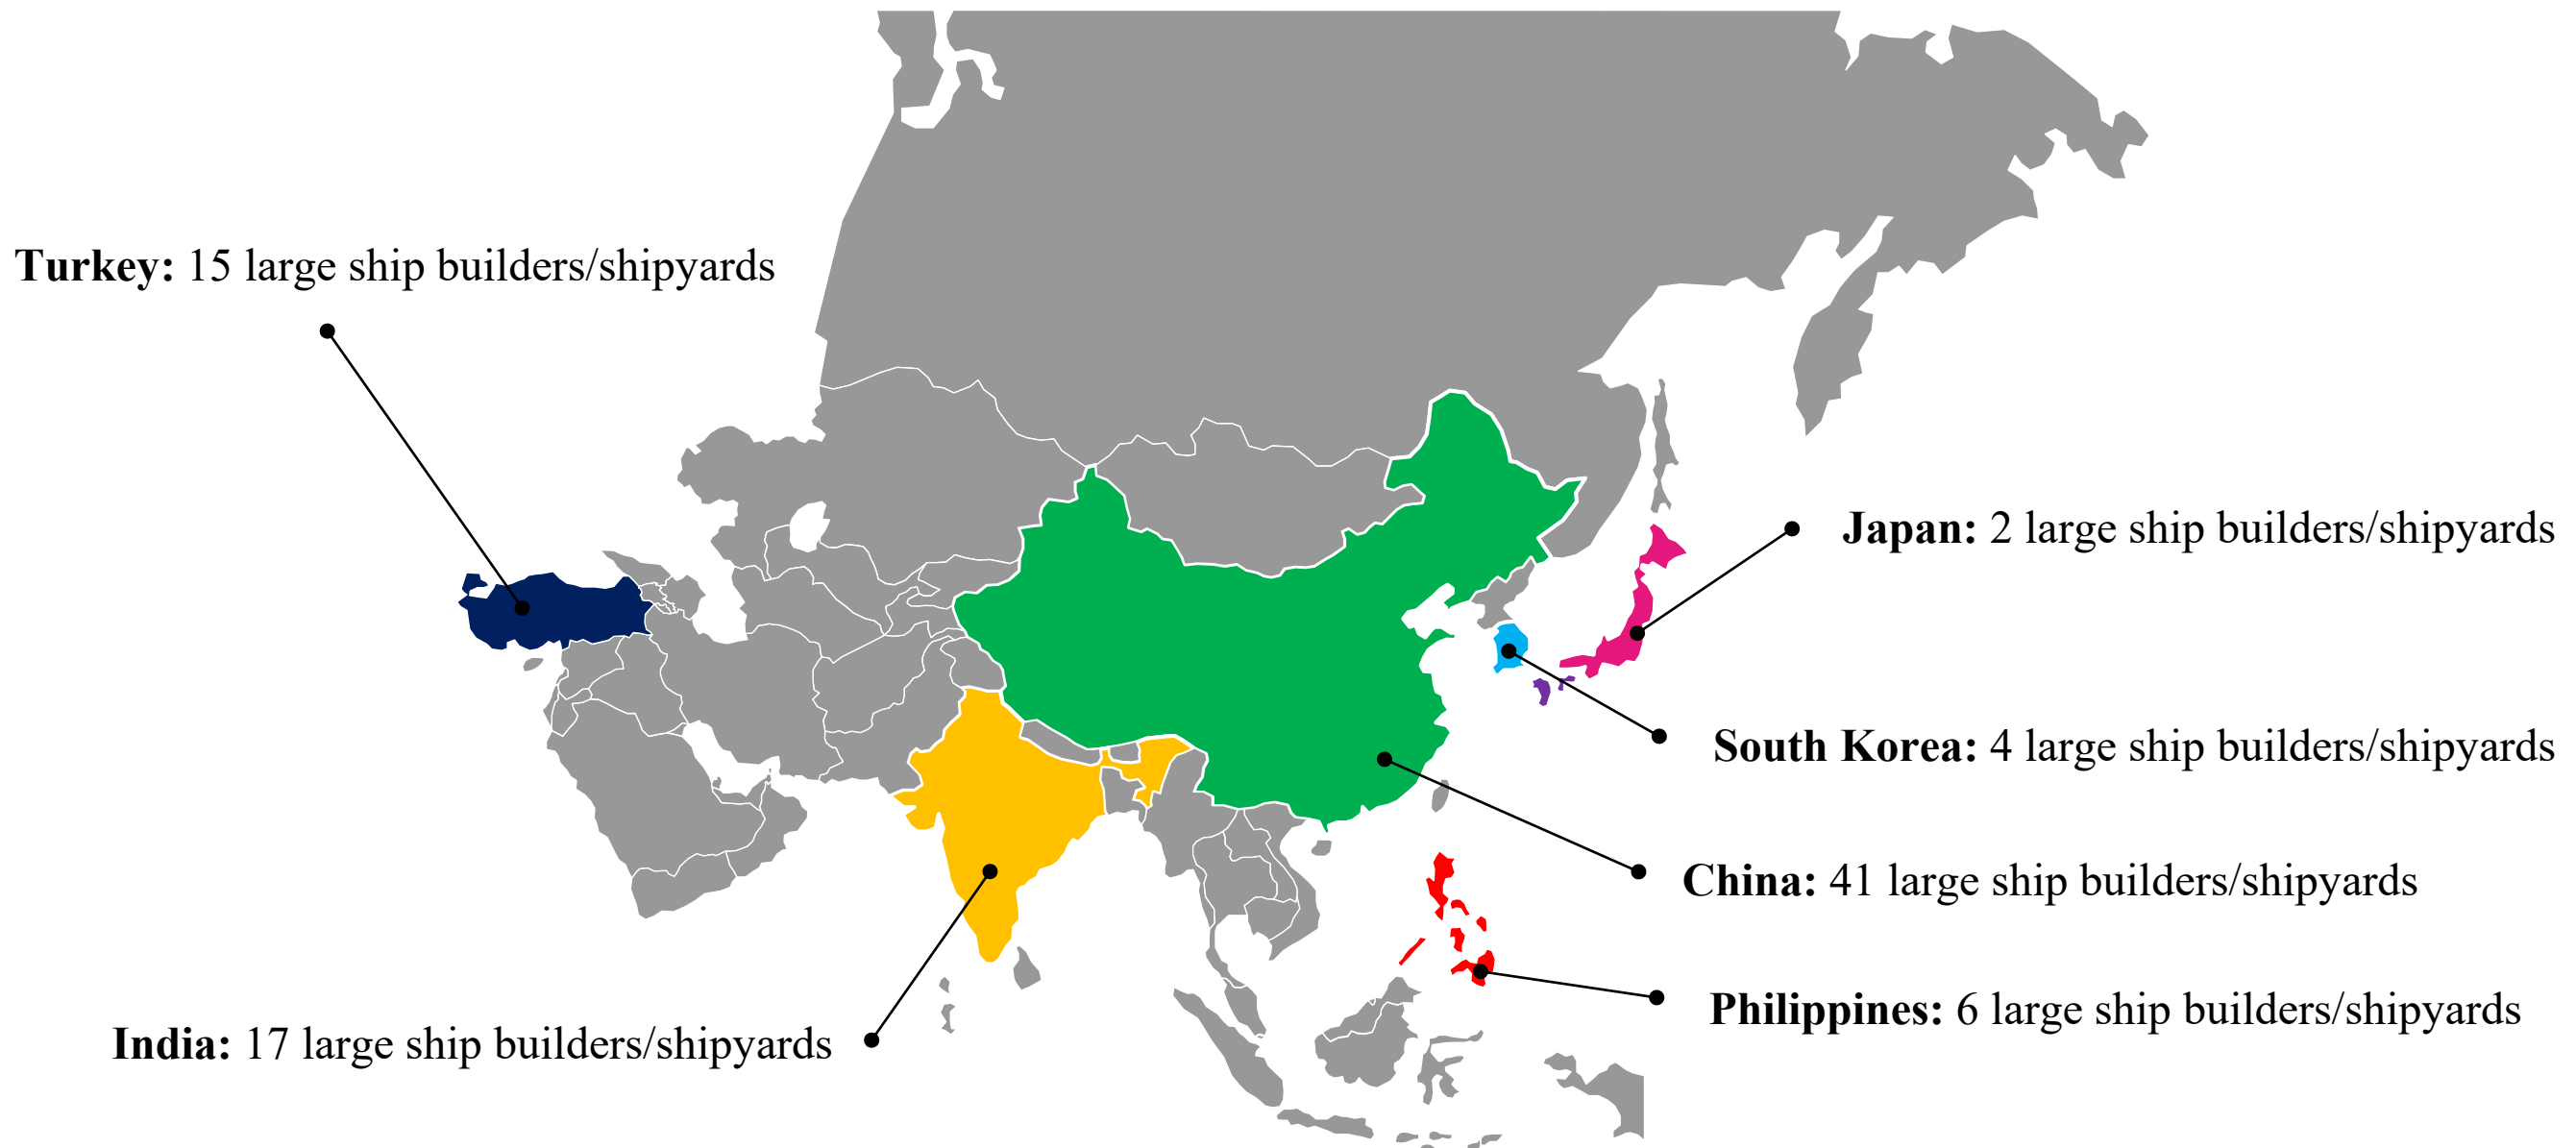 Turkey: 15 large ship builders/shipyards
Japan: 2 large ship builders/shipyards
South Korea: 4 large ship builders/shipyards
China: 41 large ship builders/shipyards
Philippines: 6 large ship builders/shipyards
India: 17 large ship builders/shipyards